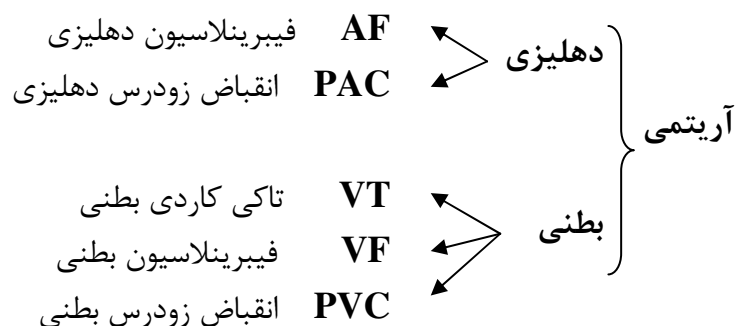 آریتمی
دهلیزی
AF فیبرینلاسیون دهلیزی
PAC انقباض زودرس دهلیزی
بطنی
VT تاکی کاردی بطنی
VF فیبرینلاسیون بطنی
PVC انقباض زودرس بطنی